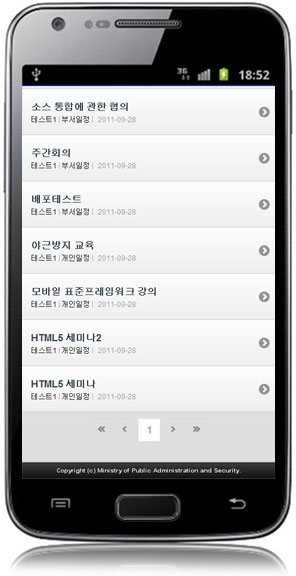 3G 18:52
소스 통합에 관한 협의
테스트1 | 부서일정 | 2011-09-28
주간회의
테스트1 | 부서일정 | 2011-09-28
배포테스트
테스트1 | 부서일정 | 2011-09-28
야근방지 교육
테스트1 | 개인일정 | 2011-09-28
모바일 표준프레임워크 강의
테스트1 | 개인일정 | 2011-09-28
HTML5 세미나2
테스트1 | 개인일정 | 2011-09-28
HTML5 세미나
테스트1 | 개인일정 | 2011-09-28
« ‹ 1 › »
Copyright (c) Ministry of Public Administration and Security.